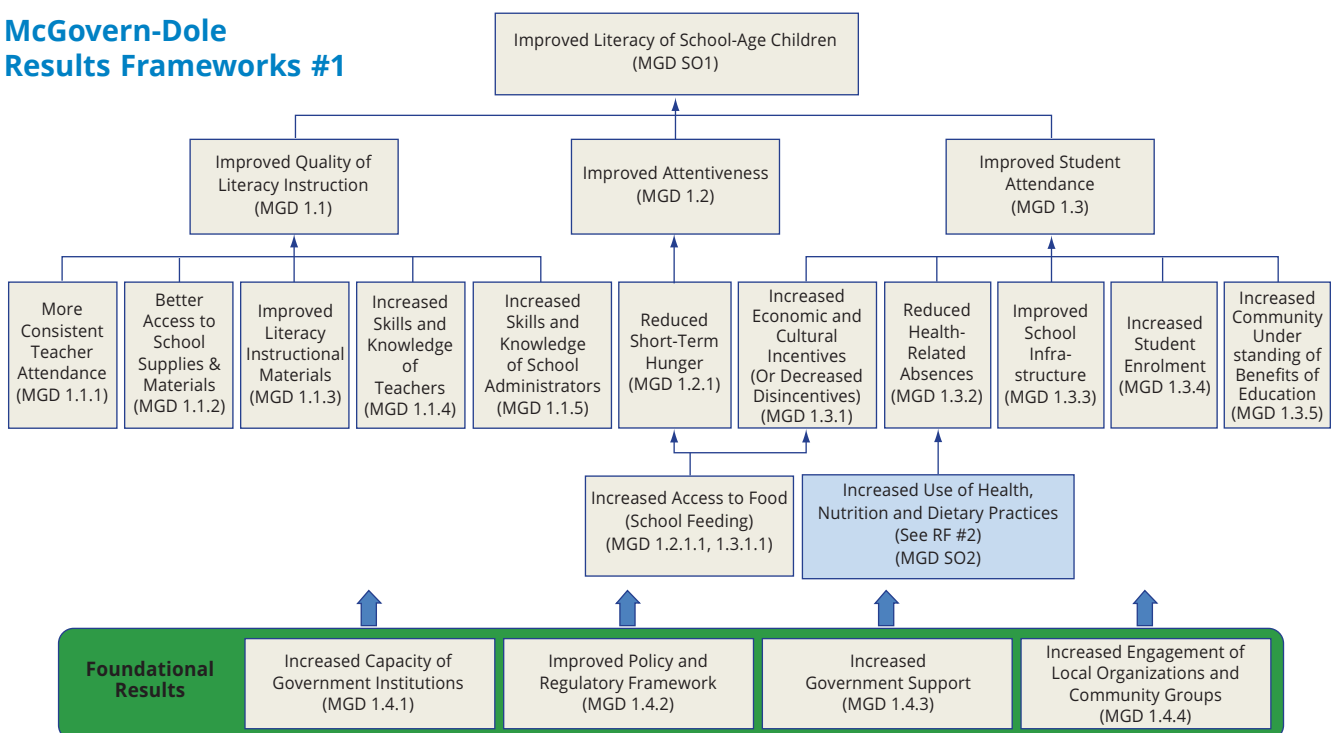 McGovern-Dole
Results Frameworks #1
Improved Literacy of School-Age Children
(MGD SO1)
Improved Quality of
Literacy Instruction
(MGD 1.1)
Improved Attentiveness
(MGD 1.2)
Improved Student
Attendance
(MGD 1.3)
More
Consistent
Teacher
Attendance
(MGD 1.1.1)
Better
Access to
School
Supplies &
Materials
(MGD 1.1.2)
Improved
Literacy
Instructional
Materials
(MGD 1.1.3)
Increased
Skills and
Knowledge
of
Teachers
(MGD 1.1.4)
Increased
Skills and
Knowledge
of School
Administrators
(MGD 1.1.5)
Reduced
Short-Term
Hunger
(MGD 1.2.1)
Increased
Economic and
Cultural
Incentives
(Or Decreased
Disincentives)
(MGD 1.3.1)
Reduced
Health-
Related
Absences
(MGD 1.3.2)
Improved
School
Infra-
structure
(MGD 1.3.3)
Increased
Student
Enrolment
(MGD 1.3.4)
Increased
Community
Under
standing of
Benefits of
Education
(MGD 1.3.5)
Increased Access to Food
(School Feeding)
(MGD 1.2.1.1, 1.3.1.1)
Increased Use of Health,
Nutrition and Dietary Practices
(See RF #2)
(MGD SO2)
Foundational
Results
Increased Capacity of
Government Institutions
(MGD 1.4.1)
Improved Policy and
Regulatory Framework
(MGD 1.4.2)
Increased
Government Support
(MGD 1.4.3)
Increased Engagement of
Local Organizations and
Community Groups
(MGD 1.4.4)